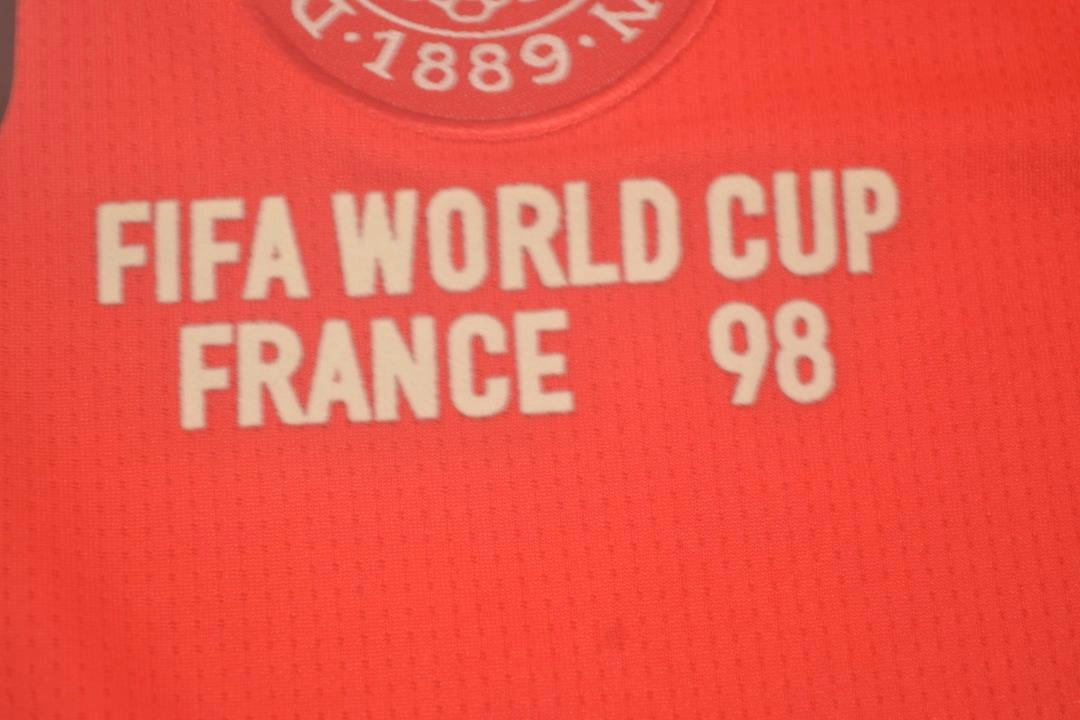 D · 1889 · N
FIFA WORLD CUP
FRANCE 98